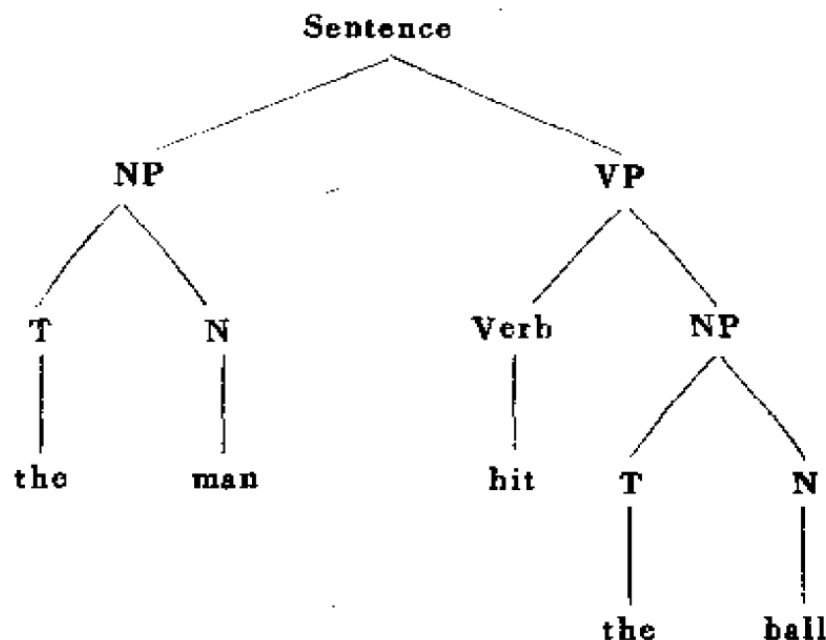 Sentence
NP VP
T N Verb NP
the man hit T N
the ball